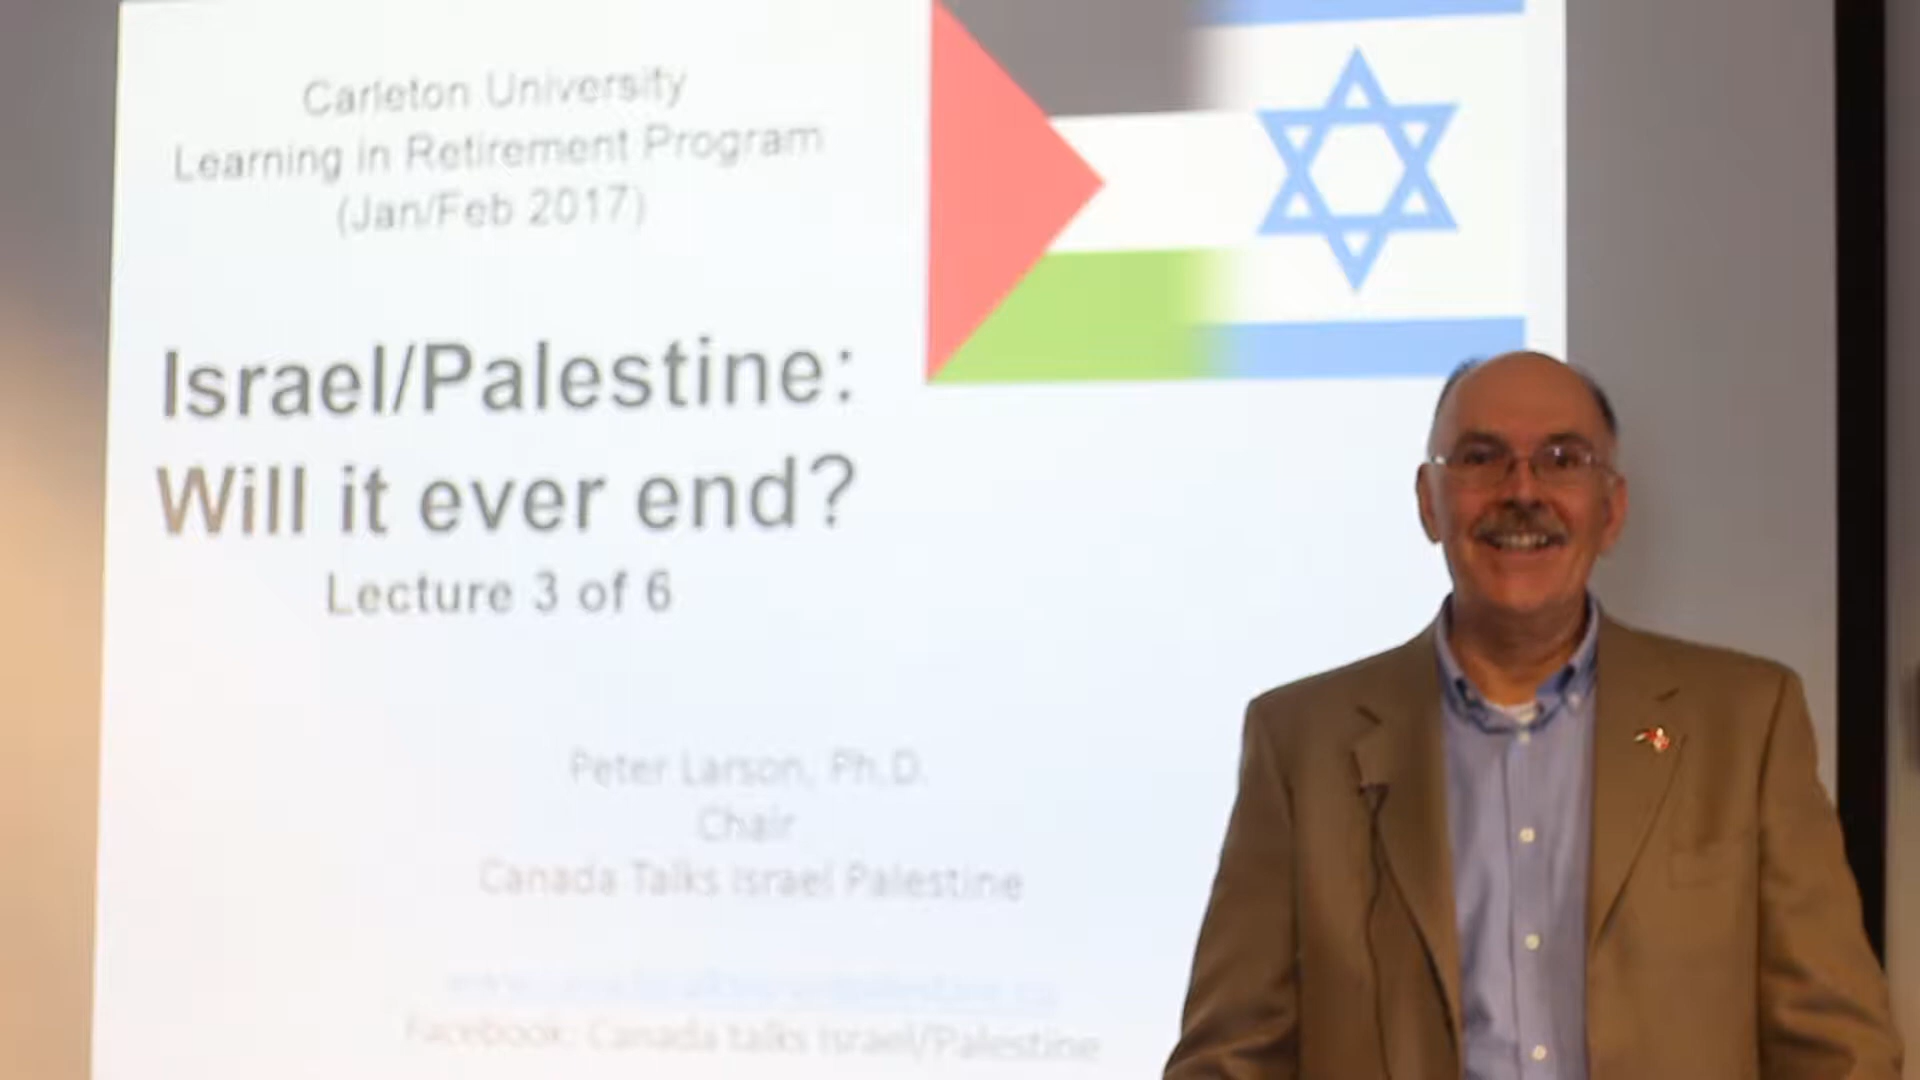 Carleton University
Learning in Retirement Program
(Jan/Feb 2017)
Israel/Palestine:
Will it ever end?
Lecture 3 of 6
Peter Larson, Ph.D.
Chair
Canada Talks Israel Palestine
Facebook: Canada talks Israel/Palestine